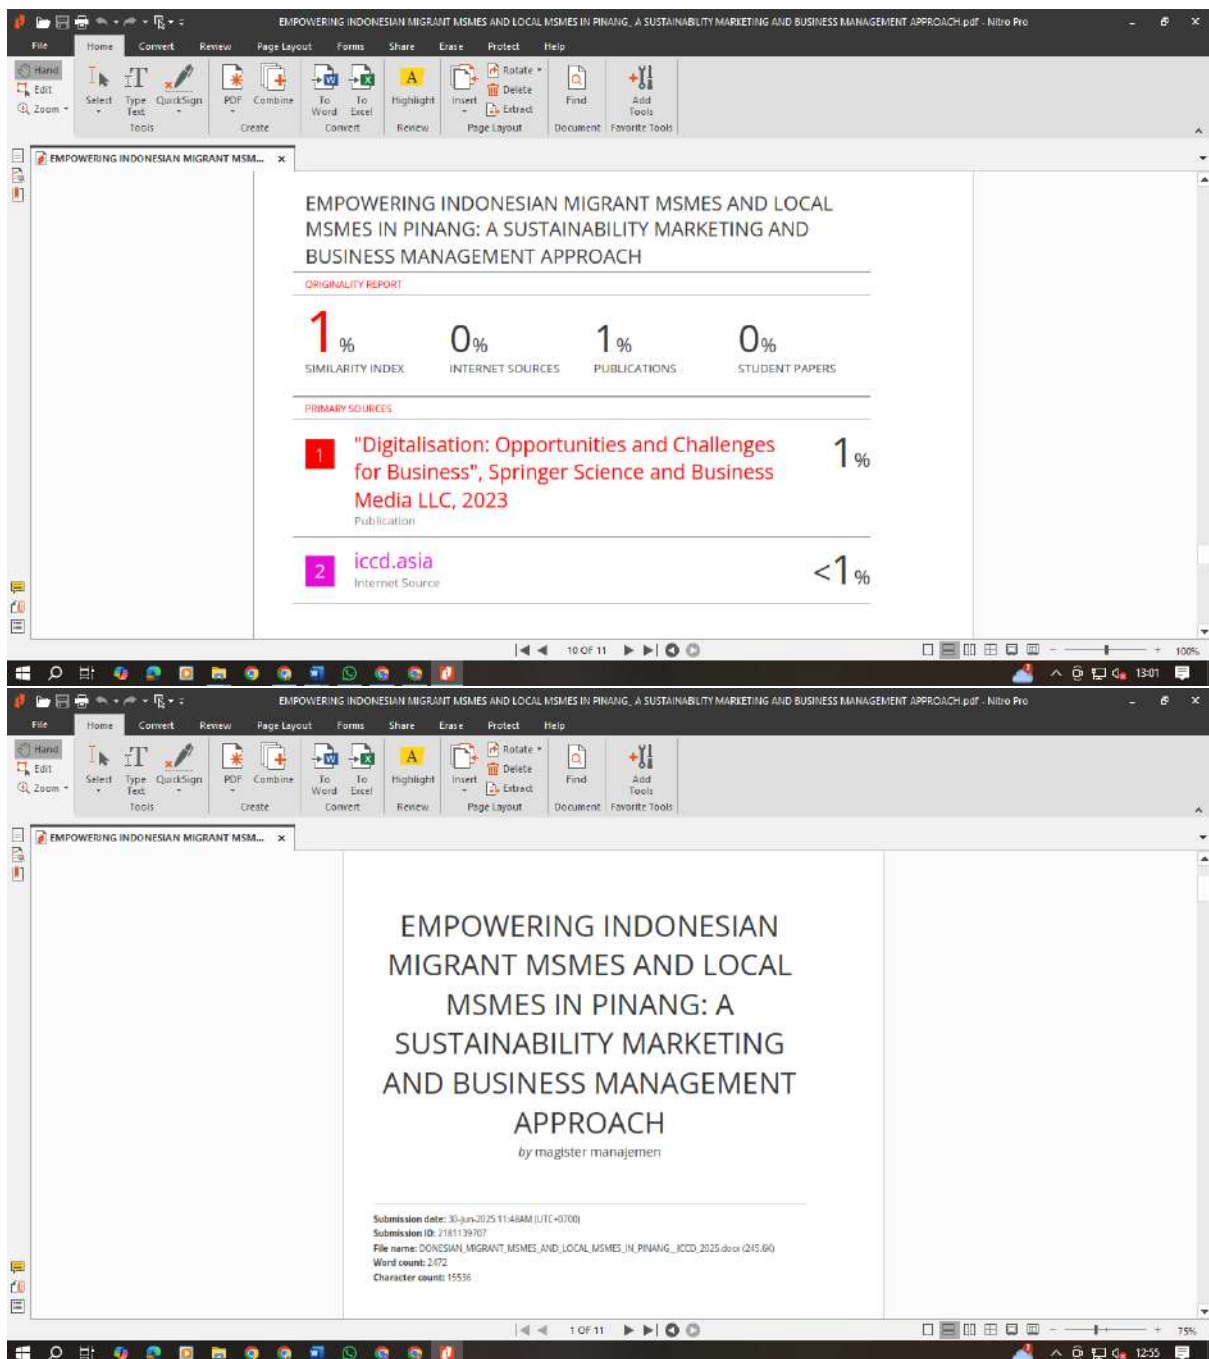 EMPOWERING INDONESIAN MIGRANT MSMES AND LOCAL MSMES IN PINANG_ A SUSTAINABILITY MARKETING AND BUSINESS MANAGEMENT APPROACH.pdf - Nitro Pro
File Home Convert Review Page Layout Forms Share Erase Protect Help
Hand
Edit
Zoom
Select
Type Text
QuickSign
PDF
Combine
To Word
To Excel
Highlight
Insert
Rotate
Delete
Extract
Find
Add Tools
Tools Create Convert Review Page Layout Document Favorite Tools
EMPOWERING INDONESIAN MIGRANT MSM... ×
EMPOWERING INDONESIAN MIGRANT MSMES AND LOCAL
MSMES IN PINANG: A SUSTAINABILITY MARKETING AND
BUSINESS MANAGEMENT APPROACH
ORIGINALITY REPORT
1% 0% 1% 0%
SIMILARITY INDEX INTERNET SOURCES PUBLICATIONS STUDENT PAPERS
PRIMARY SOURCES
1 "Digitalisation: Opportunities and Challenges 1%
for Business", Springer Science and Business
Media LLC, 2023
Publication
2 iccd.asia <1%
Internet Source
10 OF 11 100%
13:01
EMPOWERING INDONESIAN MIGRANT MSMES AND LOCAL MSMES IN PINANG_ A SUSTAINABILITY MARKETING AND BUSINESS MANAGEMENT APPROACH.pdf - Nitro Pro
File Home Convert Review Page Layout Forms Share Erase Protect Help
Hand
Edit
Zoom
Select
Type Text
QuickSign
PDF
Combine
To Word
To Excel
Highlight
Insert
Rotate
Delete
Extract
Find
Add Tools
Tools Create Convert Review Page Layout Document Favorite Tools
EMPOWERING INDONESIAN MIGRANT MSM... ×
EMPOWERING INDONESIAN
MIGRANT MSMES AND LOCAL
MSMES IN PINANG: A
SUSTAINABILITY MARKETING
AND BUSINESS MANAGEMENT
APPROACH
by magister manajemen
Submission date: 30-Jun-2025 11:48AM (UTC+0700)
Submission ID: 2181139707
File name: DONESIAN_MIGRANT_MSMES_AND_LOCAL_MSMES_IN_PINANG__ICCD_2025.docx (245.6K)
Word count: 2472
Character count: 15536
1 OF 11 75%
12:55